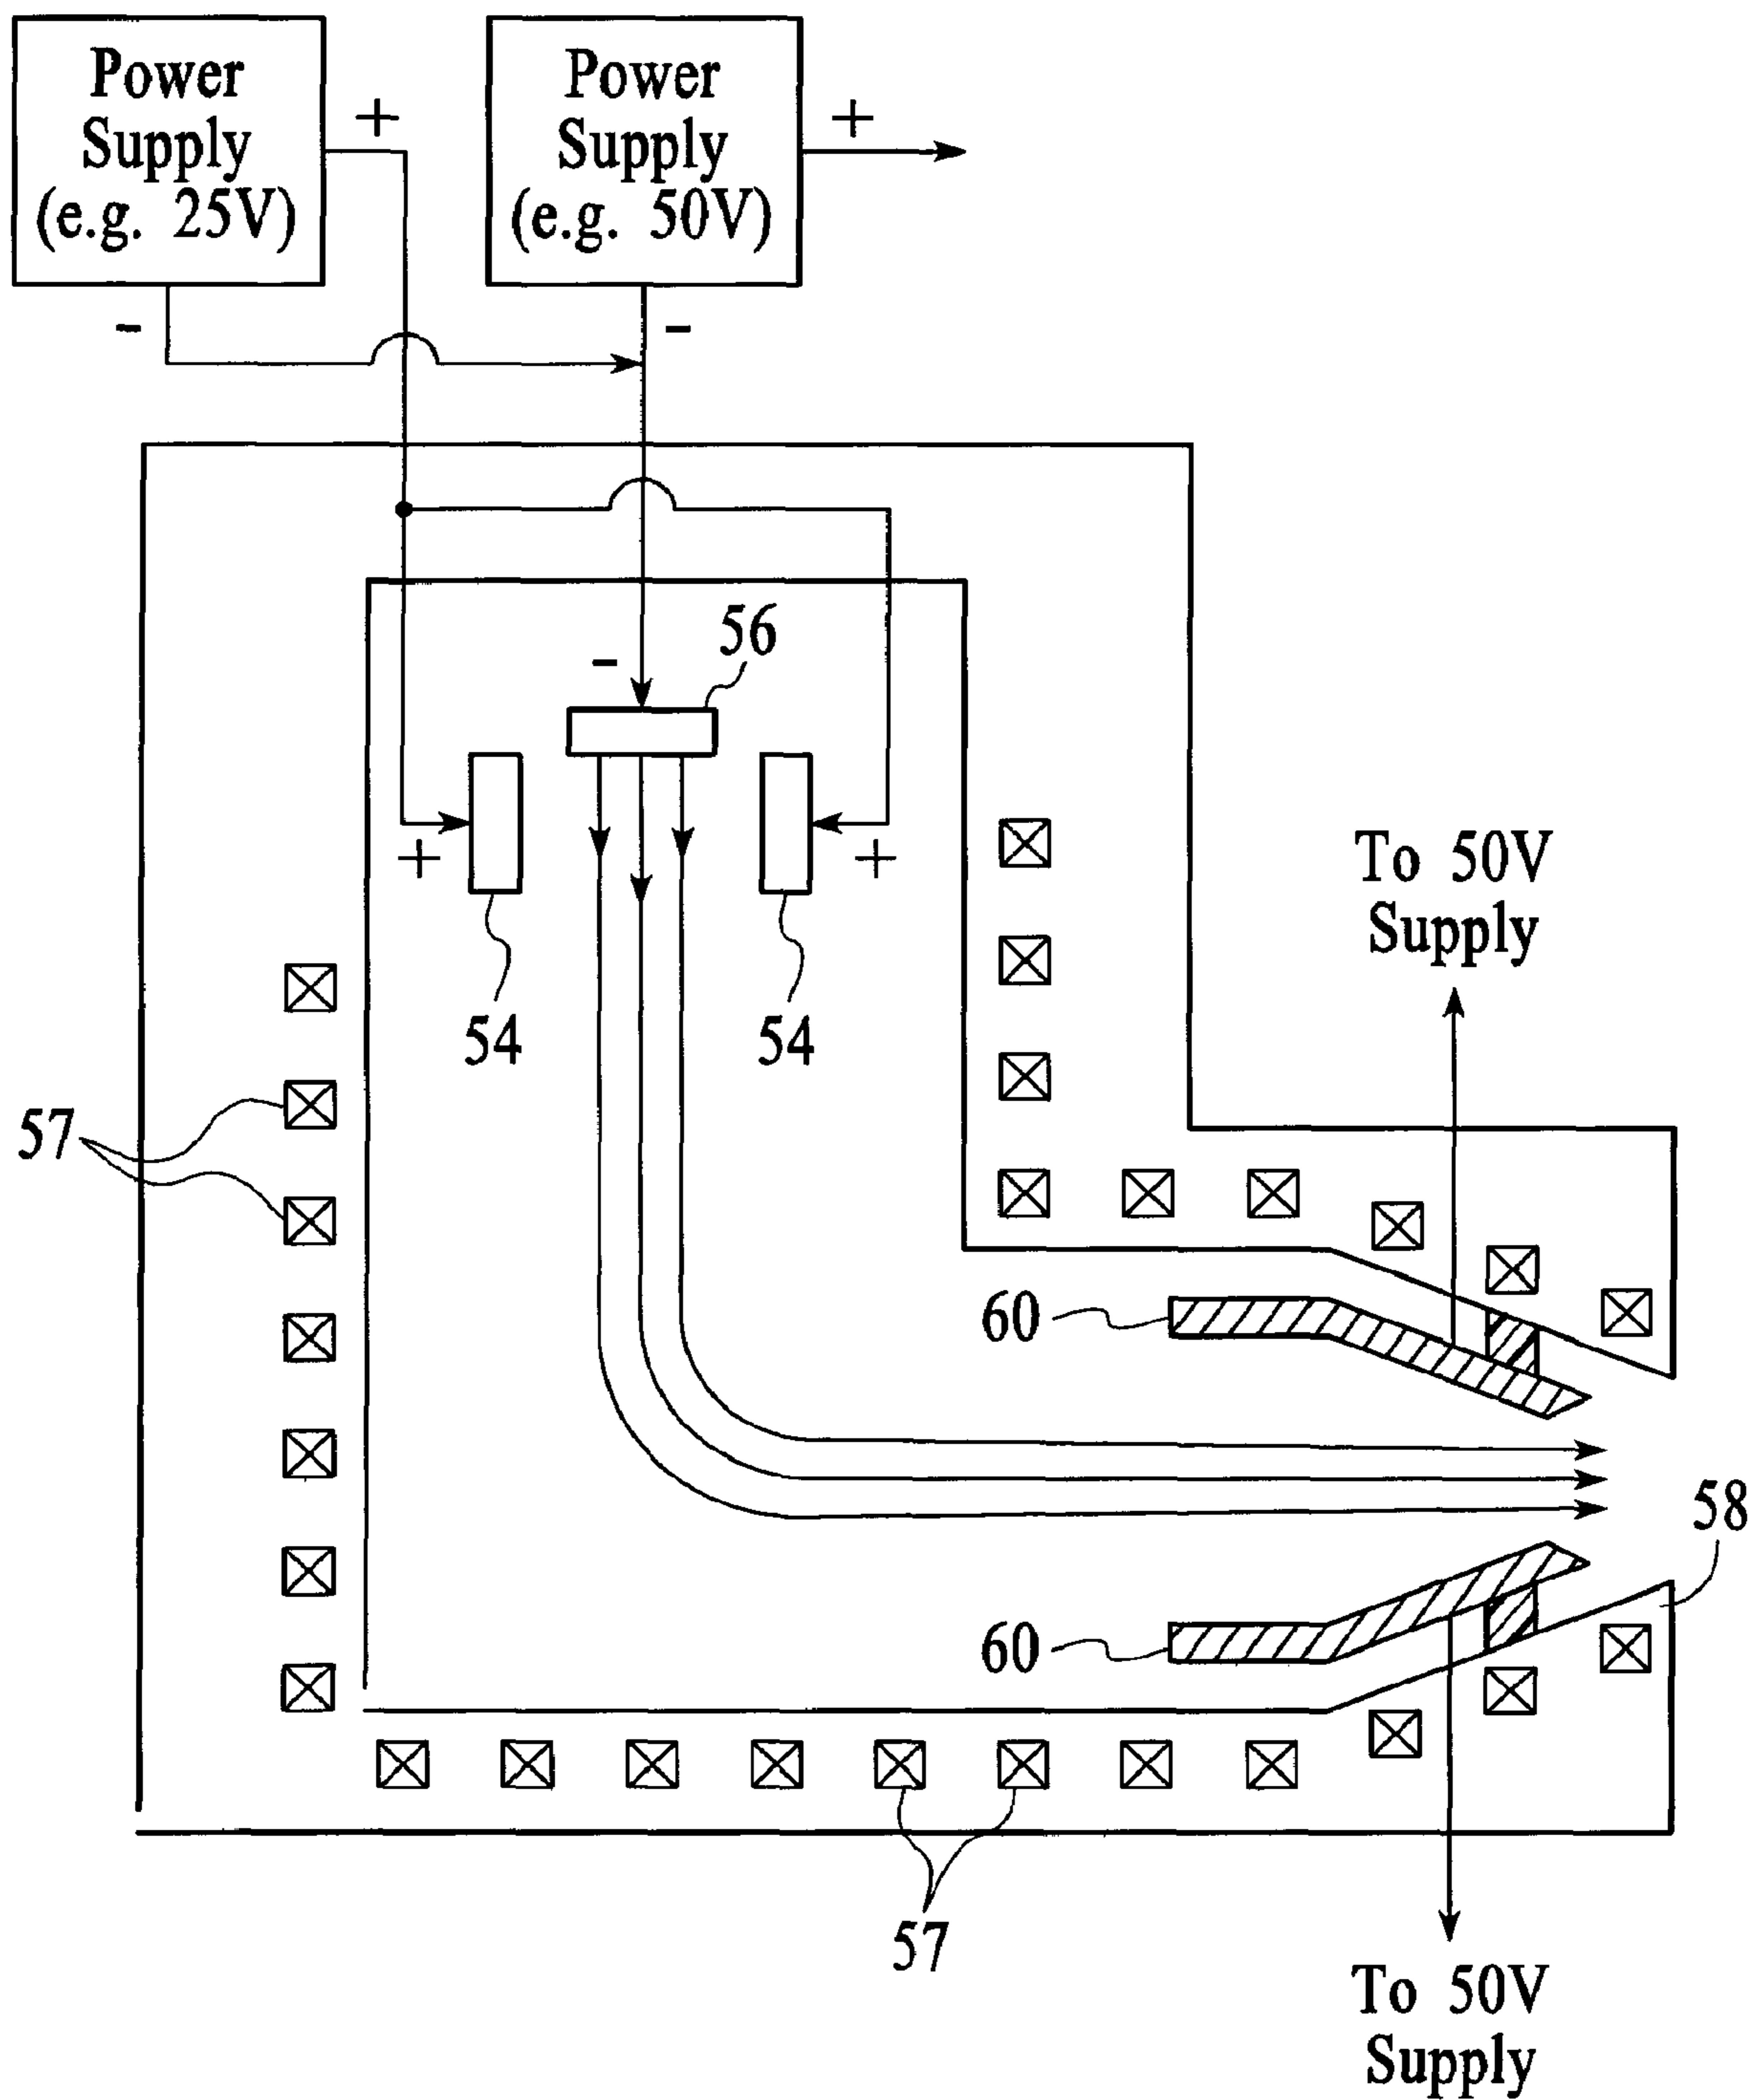 Power
Supply
(e.g. 25V)
+
-
Power
Supply
(e.g. 50V)
+
-
56
-
+
+
54
54
57
To 50V
Supply
60
58
60
57
To 50V
Supply